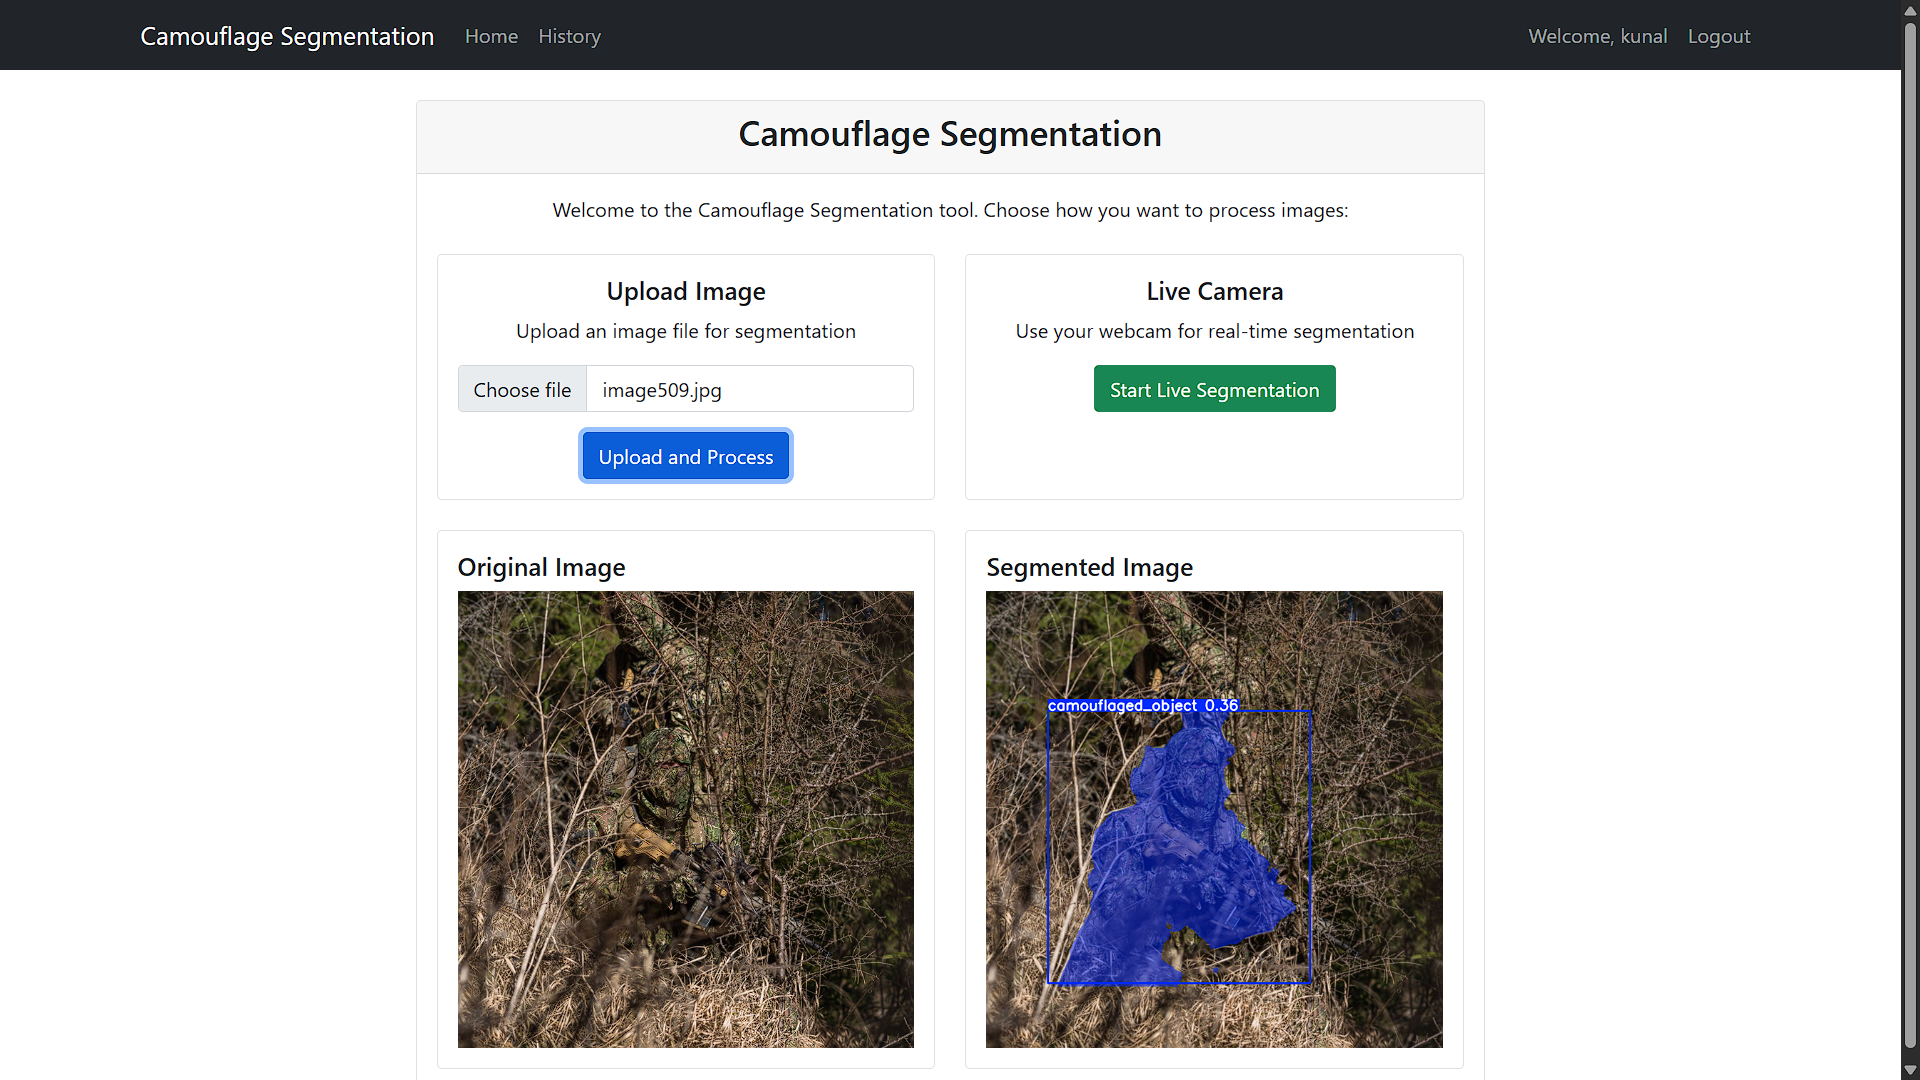 Camouflage Segmentation Home History Welcome, kunal Logout
Camouflage Segmentation
Welcome to the Camouflage Segmentation tool. Choose how you want to process images:
Upload Image
Upload an image file for segmentation
Choose file image509.jpg
Upload and Process
Live Camera
Use your webcam for real-time segmentation
Start Live Segmentation
Original Image
Segmented Image
camouflaged_object 0.36